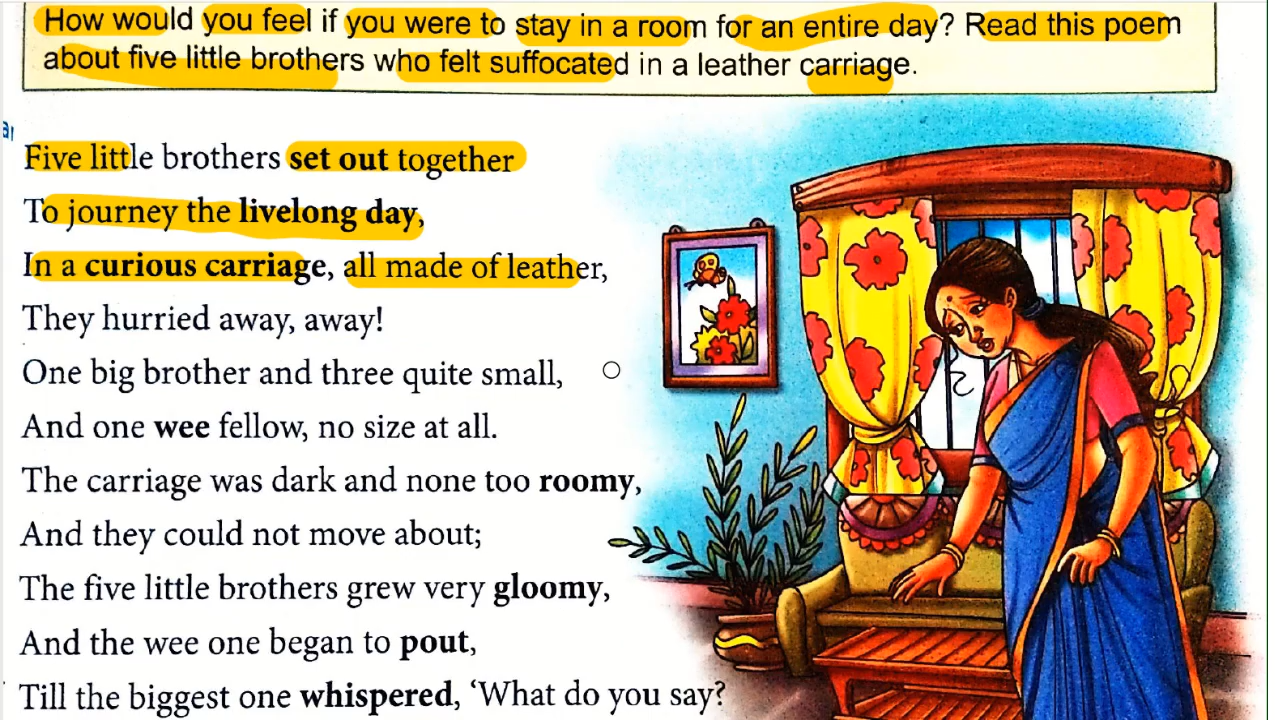 How would you feel if you were to stay in a room for an entire day? Read this poem
about five little brothers who felt suffocated in a leather carriage.
Five little brothers set out together
To journey the livelong day,
In a curious carriage, all made of leather,
They hurried away, away!
One big brother and three quite small,
And one wee fellow, no size at all.
The carriage was dark and none too roomy,
And they could not move about;
The five little brothers grew very gloomy,
And the wee one began to pout,
Till the biggest one whispered, ‘What do you say?